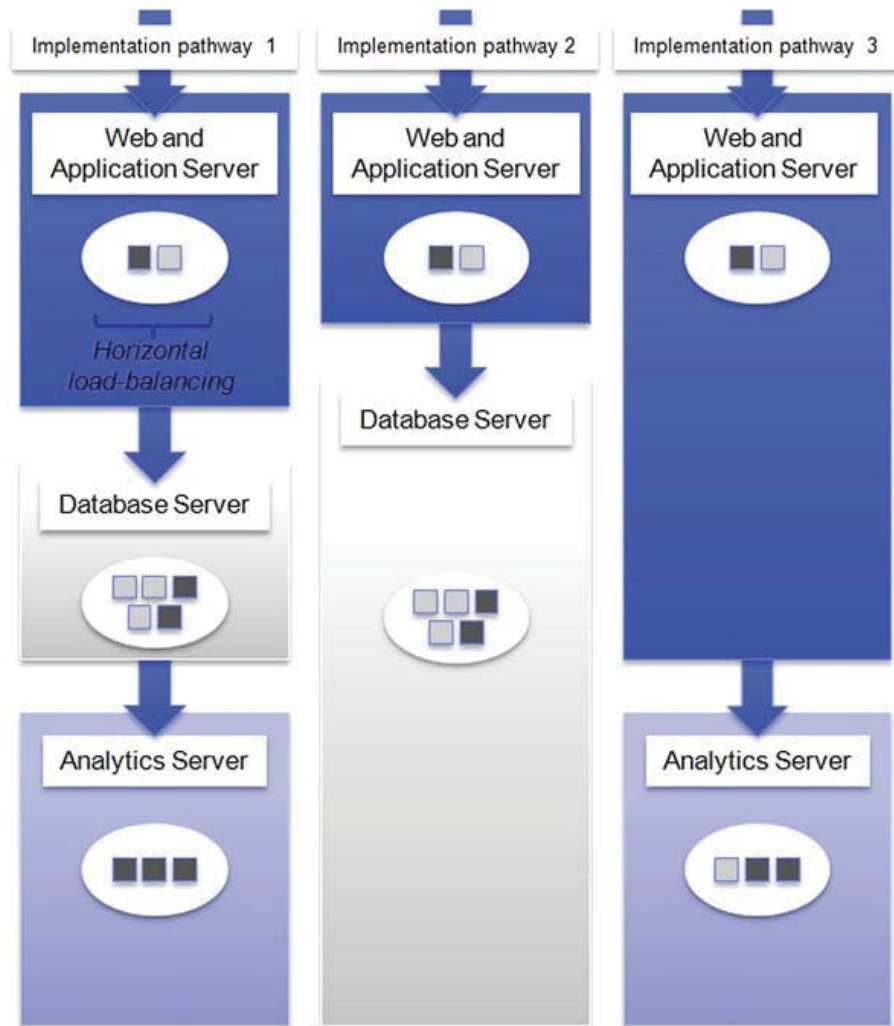 Implementation pathway 1
Implementation pathway 2
Implementation pathway 3
Web and
Application Server
Horizontal
load-balancing
Database Server
Analytics Server
Web and
Application Server
Database Server
Web and
Application Server
Analytics Server